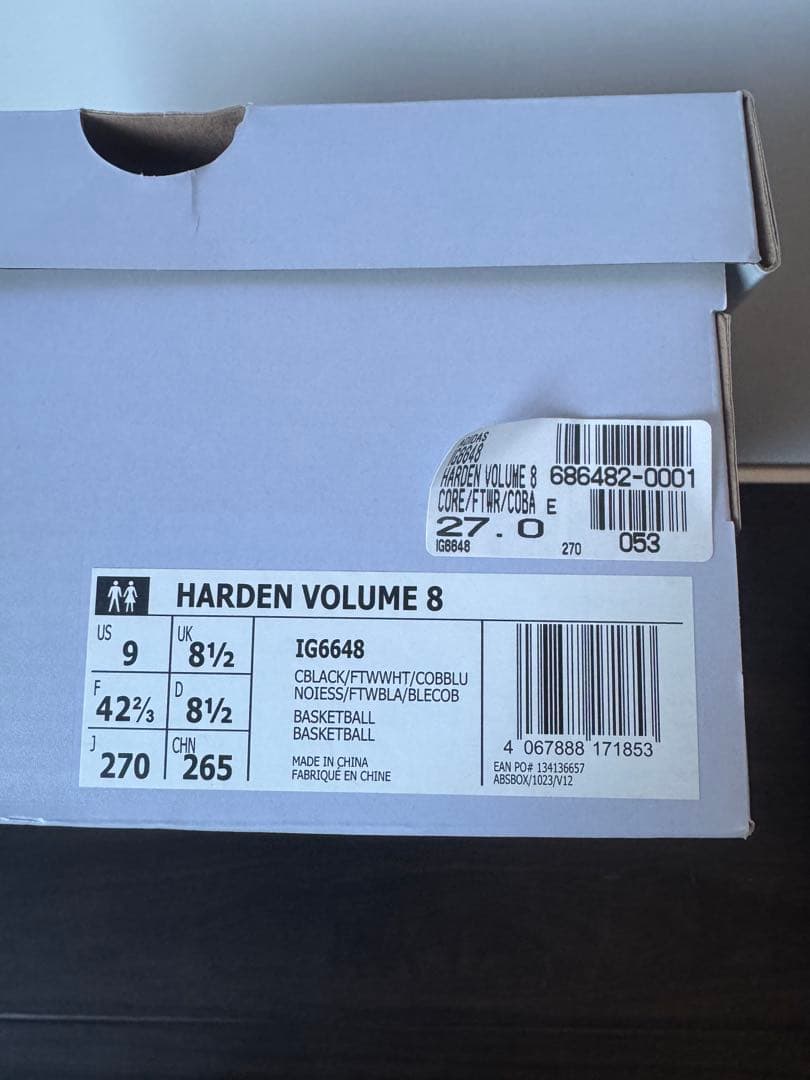 ADIDAS
IG6648
HARDEN VOLUME 8
686482-0001
CORE/FTWR/COBA E
27.0
IG6648
270
053
HARDEN VOLUME 8
US 9
UK 8½
F 42⅔
D 8½
J 270
CHN 265
IG6648
CBLACK/FTWWHT/COBBLU
NOIESS/FTWBLA/BLECOB
BASKETBALL
BASKETBALL
MADE IN CHINA
FABRIQUÉ EN CHINE
4 067888 171853
EAN PO# 134136657
ABSBOX/1023/V12